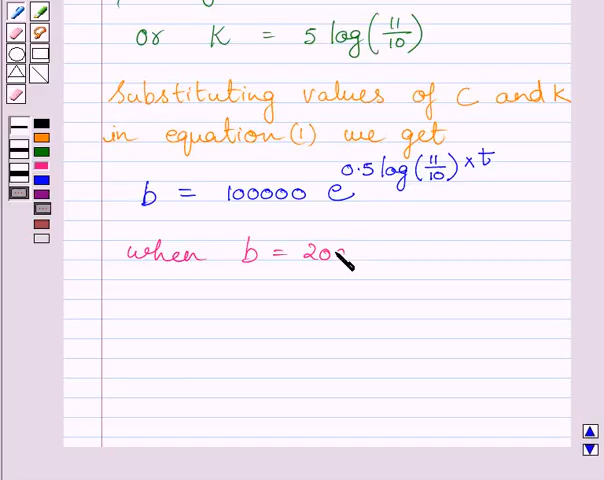 or K = 5 log(11/10)
Substituting values of C and K
in equation (1) we get
b = 100000 e^0.5 log(11/10) × t
when b = 200